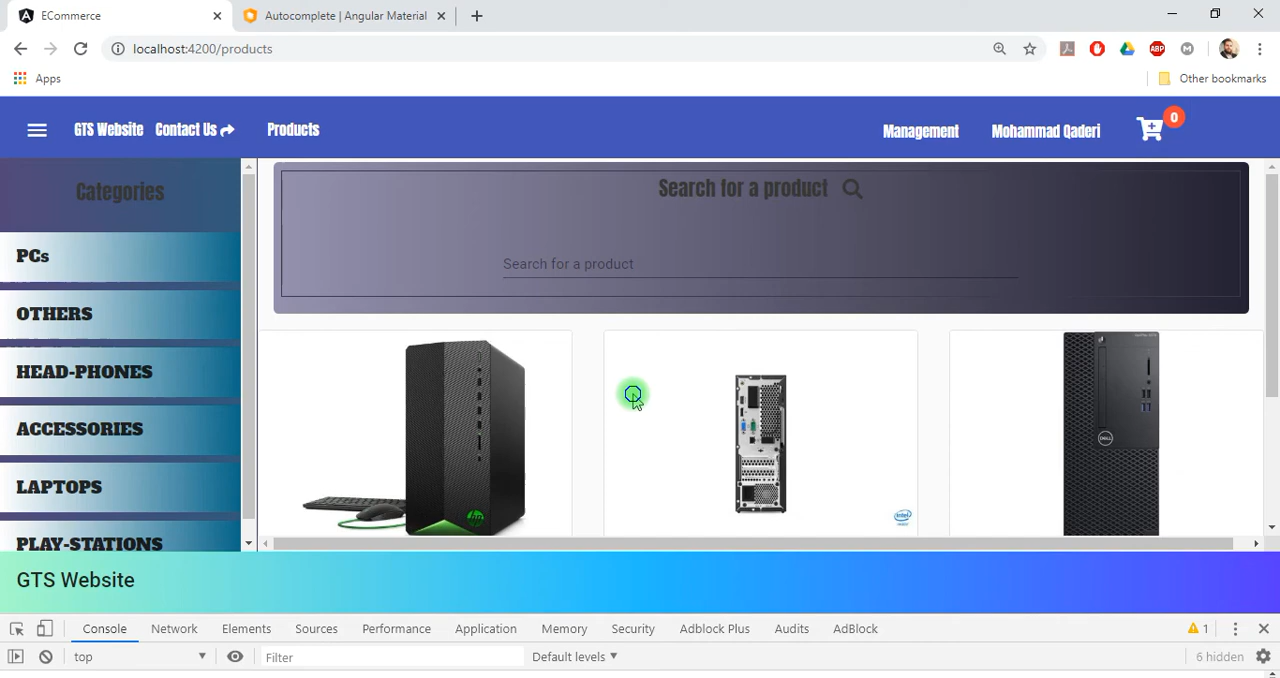 ECommerce
Autocomplete | Angular Material
localhost:4200/products
Apps
Other bookmarks
GTS Website Contact Us Products
Management Mohammad Qaderi 0
Categories
Search for a product
PCs
Search for a product
OTHERS
HEAD-PHONES
ACCESSORIES
LAPTOPS
PLAY-STATIONS
GTS Website
Console Network Elements Sources Performance Application Memory Security Adblock Plus Audits AdBlock 1
top Filter Default levels 6 hidden